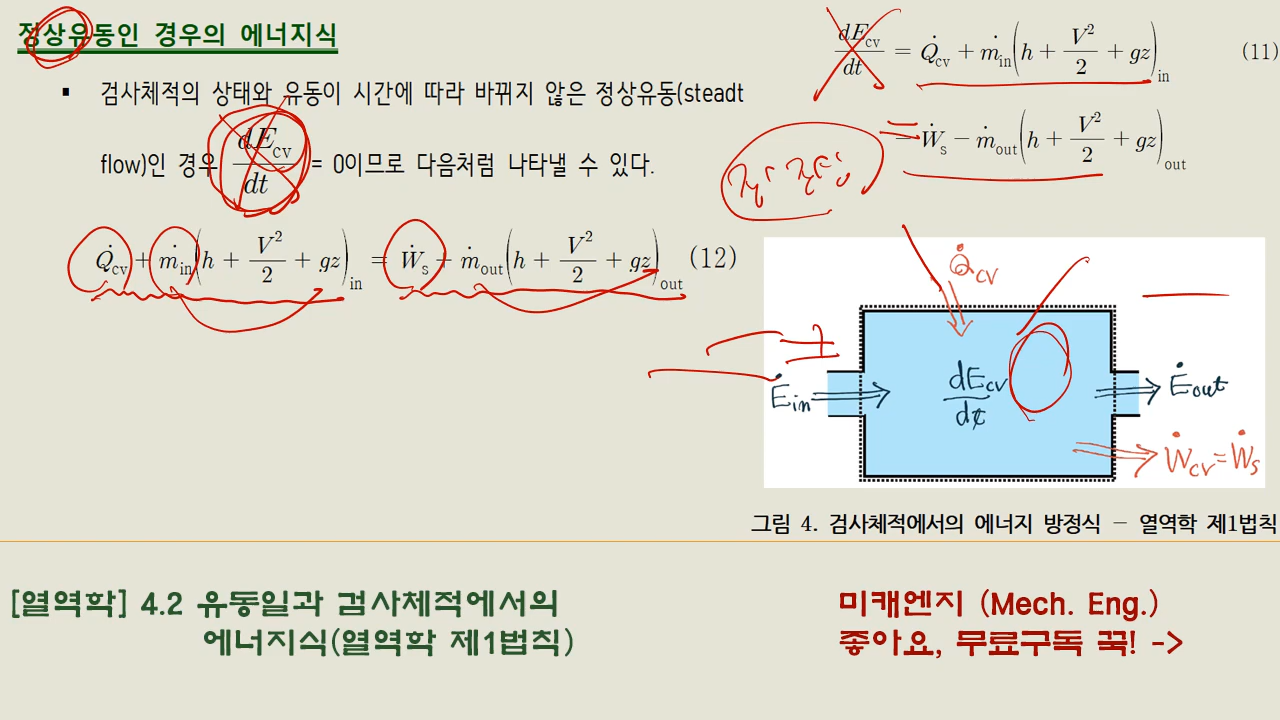 정상유동인 경우의 에너지식
▪ 검사체적의 상태와 유동이 시간에 따라 바뀌지 않은 정상유동(steadt
flow)인 경우 dE_cv/dt = 0이므로 다음처럼 나타낼 수 있다.
Q̇_cv + ṁ_in(h + V²/2 + gz)_in = Ẇ_s + ṁ_out(h + V²/2 + gz)_out (12)
dE_cv/dt = Q̇_cv + ṁ_in(h + V²/2 + gz)_in (11)
− Ẇ_s − ṁ_out(h + V²/2 + gz)_out
Q̇_CV
Ė_in
dE_CV/dt
Ė_out
Ẇ_CV = Ẇ_S
그림 4. 검사체적에서의 에너지 방정식 - 열역학 제1법칙
[열역학] 4.2 유동일과 검사체적에서의
에너지식(열역학 제1법칙)
미캐엔지 (Mech. Eng.)
좋아요, 무료구독 꾹! ->